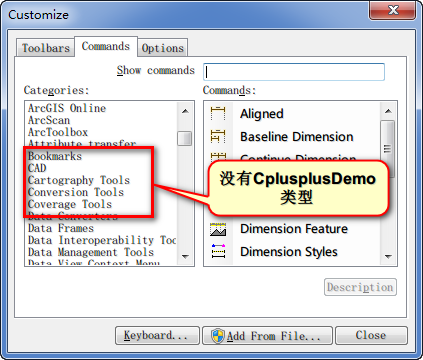 Customize
Toolbars Commands Options
Show commands
Categories:
Commands:
ArcGIS Online
ArcScan
ArcToolbox
Attribute transfer
Bookmarks
CAD
Cartography Tools
Conversion Tools
Coverage Tools
Data Converters
Data Frames
Data Interoperability Too
Data Management Tools
Data View Context Menu
Aligned
Baseline Dimension
Continue Dimension
Dimension Feature
Dimension Styles
没有CplusplusDemo
类型
Description
Keyboard... Add From File... Close